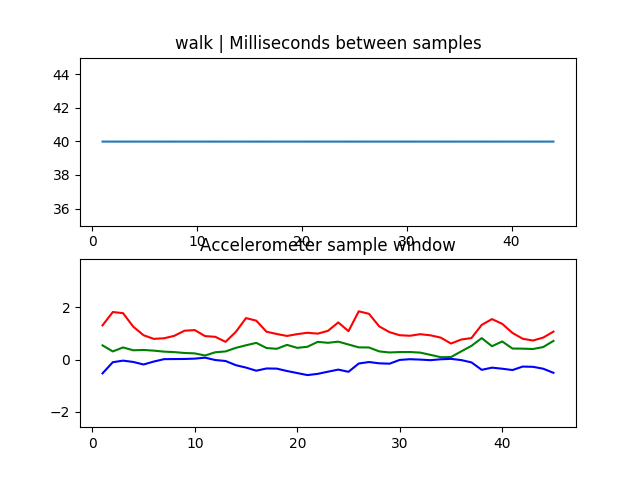 walk | Milliseconds between samples
44
42
40
38
36
0 10 20 30 40
Accelerometer sample window
2
0
−2
0 10 20 30 40